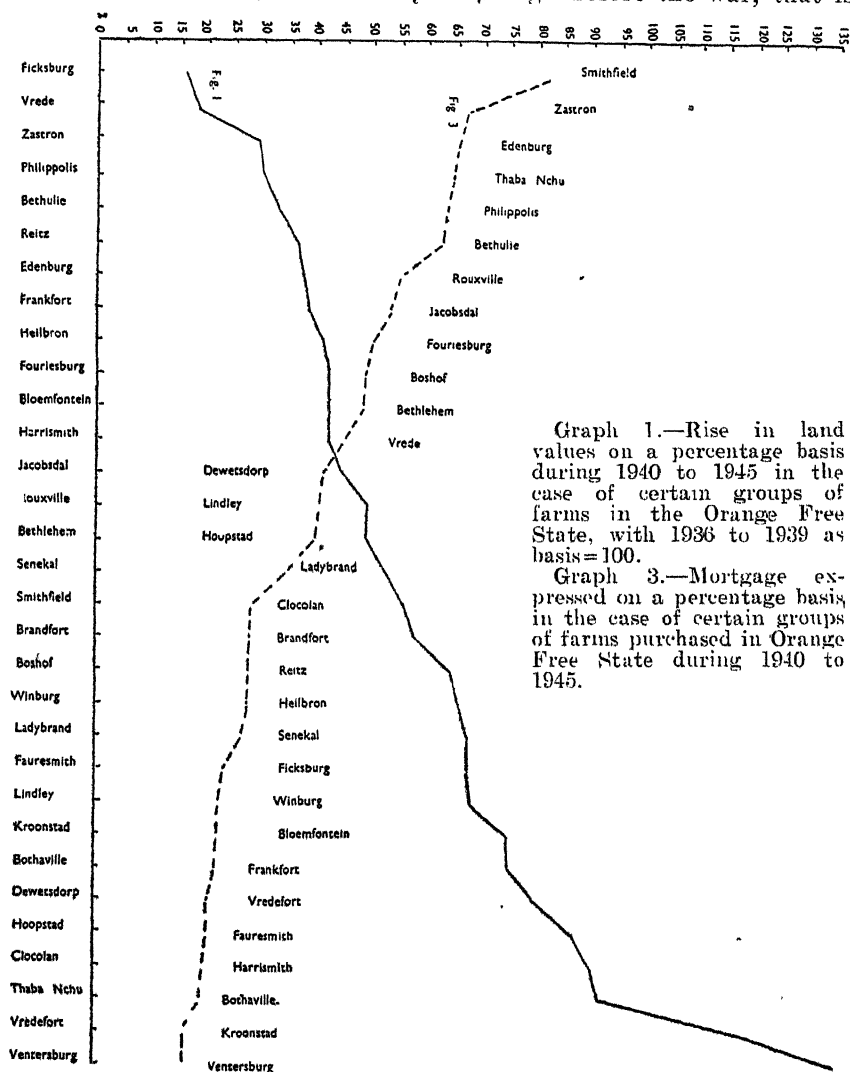 before the war, that is
% 0 5 10 15 20 25 30 35 40 45 50 55 60 65 70 75 80 85 90 95 100 105 110 115 120 125 130 135
Ficksburg
Vrede
Zastron
Philippolis
Bethulie
Reitz
Edenburg
Frankfort
Heilbron
Fouriesburg
Bloemfontein
Harrismith
Jacobsdal
Rouxville
Bethlehem
Senekal
Smithfield
Brandfort
Boshof
Winburg
Ladybrand
Fauresmith
Lindley
Kroonstad
Bothaville
Dewetsdorp
Hoopstad
Clocolan
Thaba Nchu
Vredefort
Ventersburg
Fig. 1
Fig 3
Smithfield
Zastron
Edenburg
Thaba Nchu
Philippolis
Bethulie
Rouxville
Jacobsdal
Fouriesburg
Boshof
Bethlehem
Vrede
Dewetsdorp
Lindley
Hoopstad
Ladybrand
Clocolan
Brandfort
Reitz
Heilbron
Senekal
Ficksburg
Winburg
Bloemfontein
Frankfort
Vredefort
Fauresmith
Harrismith
Bothaville.
Kroonstad
Ventersburg
Graph 1.—Rise in land
values on a percentage basis
during 1940 to 1945 in the
case of certain groups of
farms in the Orange Free
State, with 1936 to 1939 as
basis=100.
Graph 3.—Mortgage ex-
pressed on a percentage basis
in the case of certain groups
of farms purchased in Orange
Free State during 1940 to
1945.